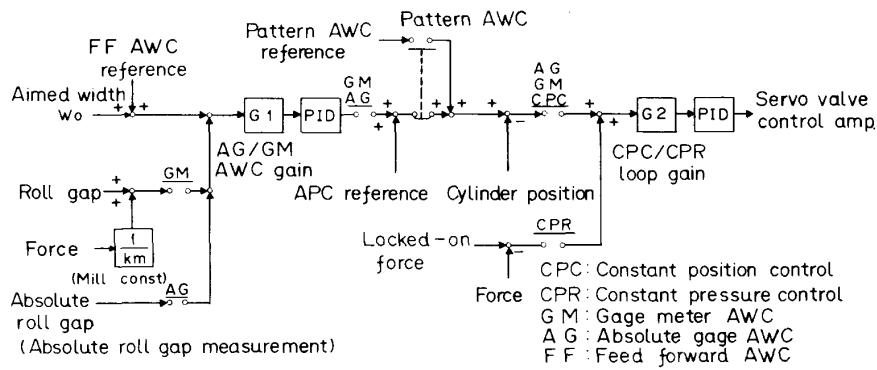 Pattern AWC
Pattern AWC
reference
FF AWC
reference
Aimed width
Wo
+ +
G1
PID
GM
AG
+ +
+ +
+ −
AG
GM
CPC
+ +
G2
PID
Servo valve
control amp.
AG/GM
AWC gain
CPC/CPR
loop gain
APC reference
Cylinder position
Roll gap
+
+
GM
Force
1
km
(Mill const)
Locked-on
force
−
CPR
Force
Absolute
roll gap
AG
(Absolute roll gap measurement)
CPC: Constant position control
CPR: Constant pressure control
GM: Gage meter AWC
AG: Absolute gage AWC
FF: Feed forward AWC